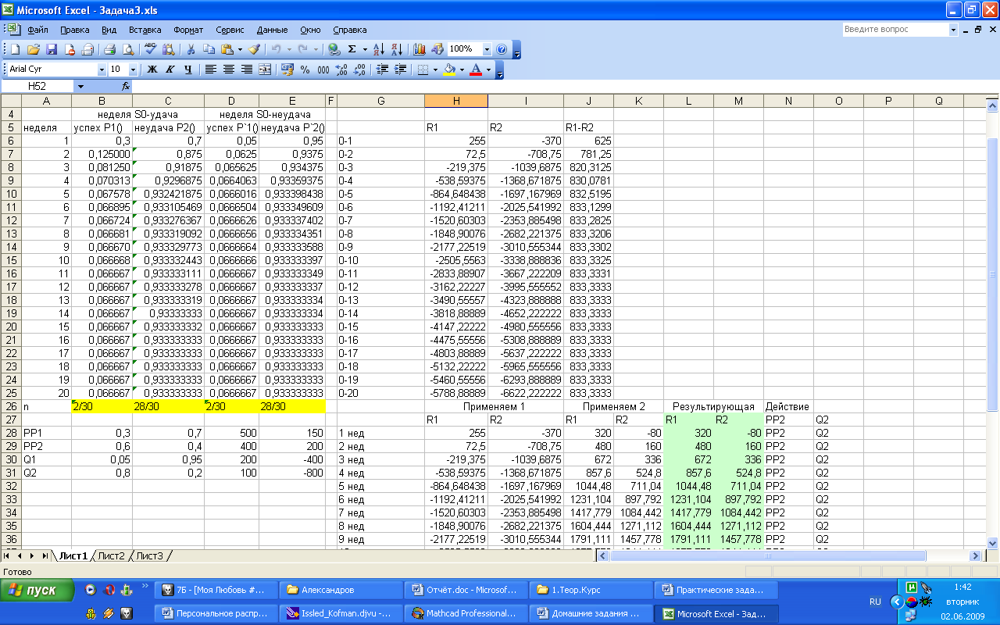 Microsoft Excel - Задача3.xls
Файл Правка Вид Вставка Формат Сервис Данные Окно Справка Введите вопрос
100%
Arial Cyr 10 Ж К Ч
H52 fx
A B C D E F G H I J K L M N O P Q
4 неделя S0-удача неделя S0-неудача
5 неделя успех P1() неудача P2() успех P`1() неудача P`2() R1 R2 R1-R2
6 1 0,3 0,7 0,05 0,95 0-1 255 -370 625
7 2 0,125000 0,875 0,0625 0,9375 0-2 72,5 -708,75 781,25
8 3 0,081250 0,91875 0,065625 0,934375 0-3 -219,375 -1039,6875 820,3125
9 4 0,070313 0,9296875 0,0664063 0,93359375 0-4 -538,59375 -1368,671875 830,0781
10 5 0,067578 0,932421875 0,0666016 0,933398438 0-5 -864,648438 -1697,167969 832,5195
11 6 0,066895 0,933105469 0,0666504 0,933349609 0-6 -1192,41211 -2025,541992 833,1299
12 7 0,066724 0,933276367 0,0666626 0,933337402 0-7 -1520,60303 -2353,885498 833,2825
13 8 0,066681 0,933319092 0,0666656 0,933334351 0-8 -1848,90076 -2682,221375 833,3206
14 9 0,066670 0,933329773 0,0666664 0,933333588 0-9 -2177,22519 -3010,555344 833,3302
15 10 0,066668 0,933332443 0,0666666 0,933333397 0-10 -2505,5563 -3338,888836 833,3325
16 11 0,066667 0,933333111 0,0666667 0,933333349 0-11 -2833,88907 -3667,222209 833,3331
17 12 0,066667 0,933333278 0,0666667 0,933333337 0-12 -3162,22227 -3995,555552 833,3333
18 13 0,066667 0,933333319 0,0666667 0,933333334 0-13 -3490,55557 -4323,888888 833,3333
19 14 0,066667 0,93333333 0,0666667 0,933333334 0-14 -3818,88889 -4652,222222 833,3333
20 15 0,066667 0,933333332 0,0666667 0,933333333 0-15 -4147,22222 -4980,555556 833,3333
21 16 0,066667 0,933333333 0,0666667 0,933333333 0-16 -4475,55556 -5308,888889 833,3333
22 17 0,066667 0,933333333 0,0666667 0,933333333 0-17 -4803,88889 -5637,222222 833,3333
23 18 0,066667 0,933333333 0,0666667 0,933333333 0-18 -5132,22222 -5965,555556 833,3333
24 19 0,066667 0,933333333 0,0666667 0,933333333 0-19 -5460,55556 -6293,888889 833,3333
25 20 0,066667 0,933333333 0,0666667 0,933333333 0-20 -5788,88889 -6622,222222 833,3333
26 n 2/30 28/30 2/30 28/30 Применяем 1 Применяем 2 Результирующая Действие
27 R1 R2 R1 R2 R1 R2 PP2 Q2
28 PP1 0,3 0,7 500 150 1 нед 255 -370 320 -80 320 -80 PP2 Q2
29 PP2 0,6 0,4 400 200 2 нед 72,5 -708,75 480 160 480 160 PP2 Q2
30 Q1 0,05 0,95 200 -400 3 нед -219,375 -1039,6875 672 336 672 336 PP2 Q2
31 Q2 0,8 0,2 100 -800 4 нед -538,59375 -1368,671875 857,6 524,8 857,6 524,8 PP2 Q2
32 5 нед -864,648438 -1697,167969 1044,48 711,04 1044,48 711,04 PP2 Q2
33 6 нед -1192,41211 -2025,541992 1231,104 897,792 1231,104 897,792 PP2 Q2
34 7 нед -1520,60303 -2353,885498 1417,779 1084,442 1417,779 1084,442 PP2 Q2
35 8 нед -1848,90076 -2682,221375 1604,444 1271,112 1604,444 1271,112 PP2 Q2
36 9 нед -2177,22519 -3010,555344 1791,111 1457,778 1791,111 1457,778 PP2 Q2
Лист1 Лист2 Лист3
Готово
пуск 7Б - [Моя Любовь #... Александров Отчёт.doc - Microsof... 1.Теор.Курс Практические зада... 1:42
RU вторник
Персональное распр... Issled_Kofman.djvu -... Mathcad Professional... Домашние задания ... Microsoft Excel - Зад... 02.06.2009